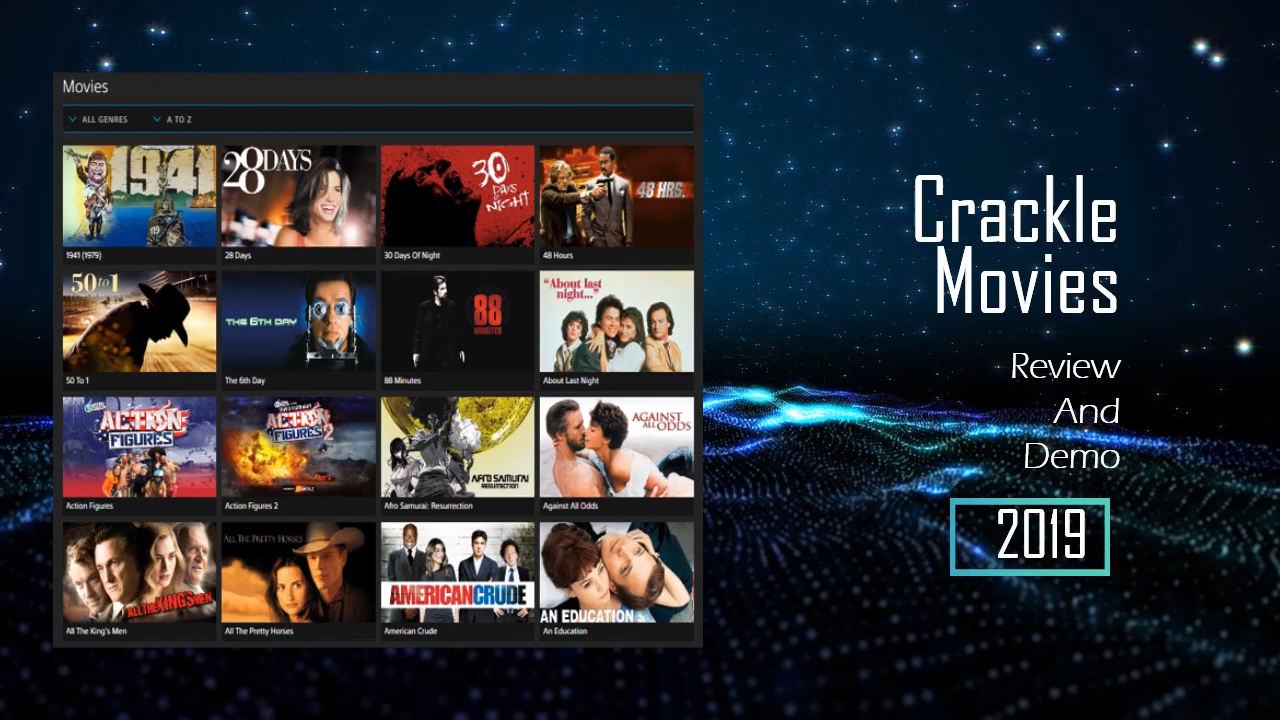 Movies
ALL GENRES A TO Z
1941
28 DAYS
30 DAYS OF NIGHT
48 HRS.
1941 (1979)
28 Days
30 Days Of Night
48 Hours
50 to 1
THE 6TH DAY
88 MINUTES
"About last night..."
50 To 1
The 6th Day
88 Minutes
About Last Night
ACTION FIGURES
ACTION FIGURES 2
AFRO SAMURAI RESURRECTION
AGAINST ALL ODDS
Action Figures
Action Figures 2
Afro Samurai: Resurrection
Against All Odds
ALL THE KING'S MEN
ALL THE PRETTY HORSES
AMERICAN CRUDE
AN EDUCATION
All The King's Men
All The Pretty Horses
American Crude
An Education
Crackle
Movies
Review
And
Demo
2019